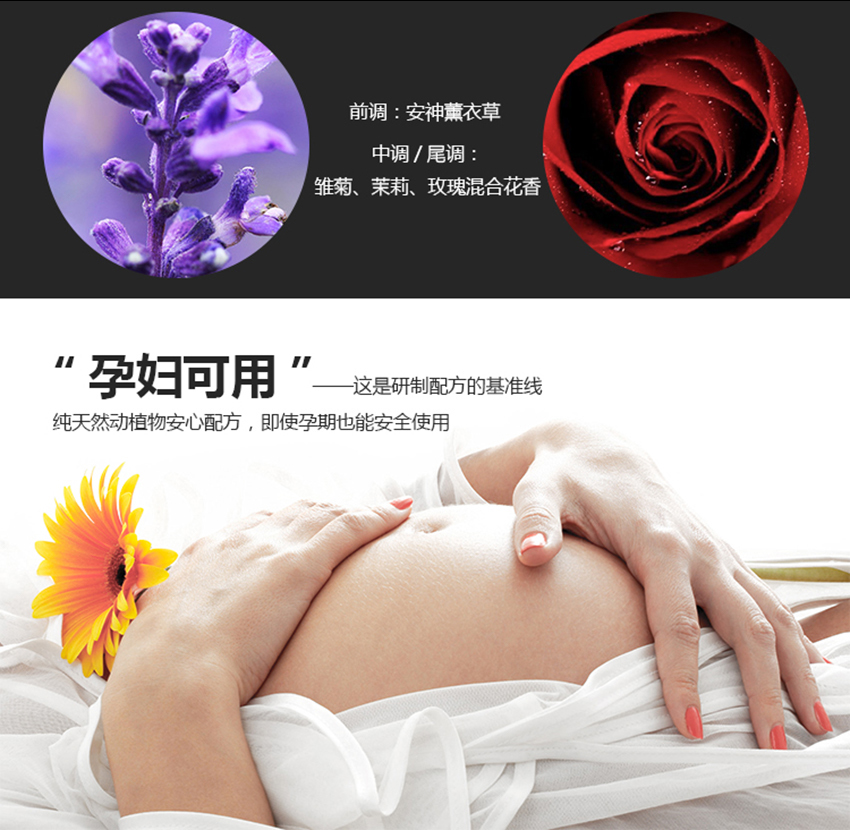 前调：安神薰衣草
中调 / 尾调：
雏菊、茉莉、玫瑰混合花香
“ 孕妇可用 ”——这是研制配方的基准线
纯天然动植物安心配方，即使孕期也能安全使用